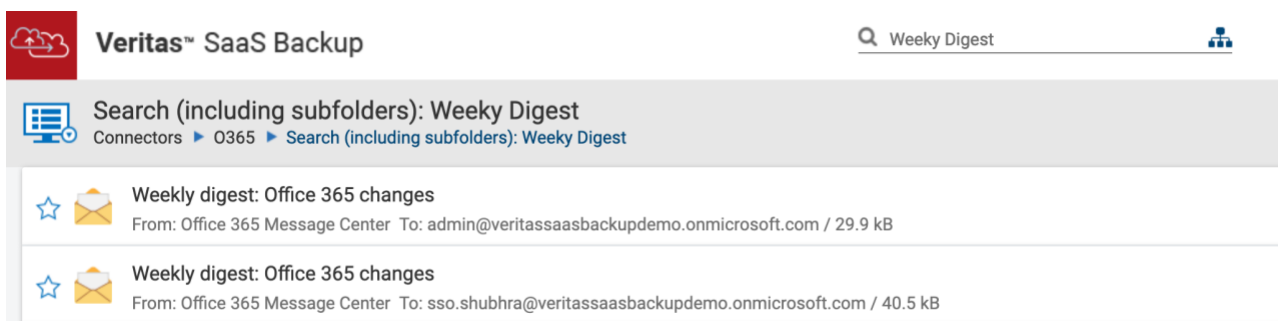 Veritas™ SaaS Backup
Weeky Digest
Search (including subfolders): Weeky Digest
Connectors ▶ O365 ▶ Search (including subfolders): Weeky Digest
Weekly digest: Office 365 changes
From: Office 365 Message Center To: admin@veritassaasbackupdemo.onmicrosoft.com / 29.9 kB
Weekly digest: Office 365 changes
From: Office 365 Message Center To: sso.shubhra@veritassaasbackupdemo.onmicrosoft.com / 40.5 kB